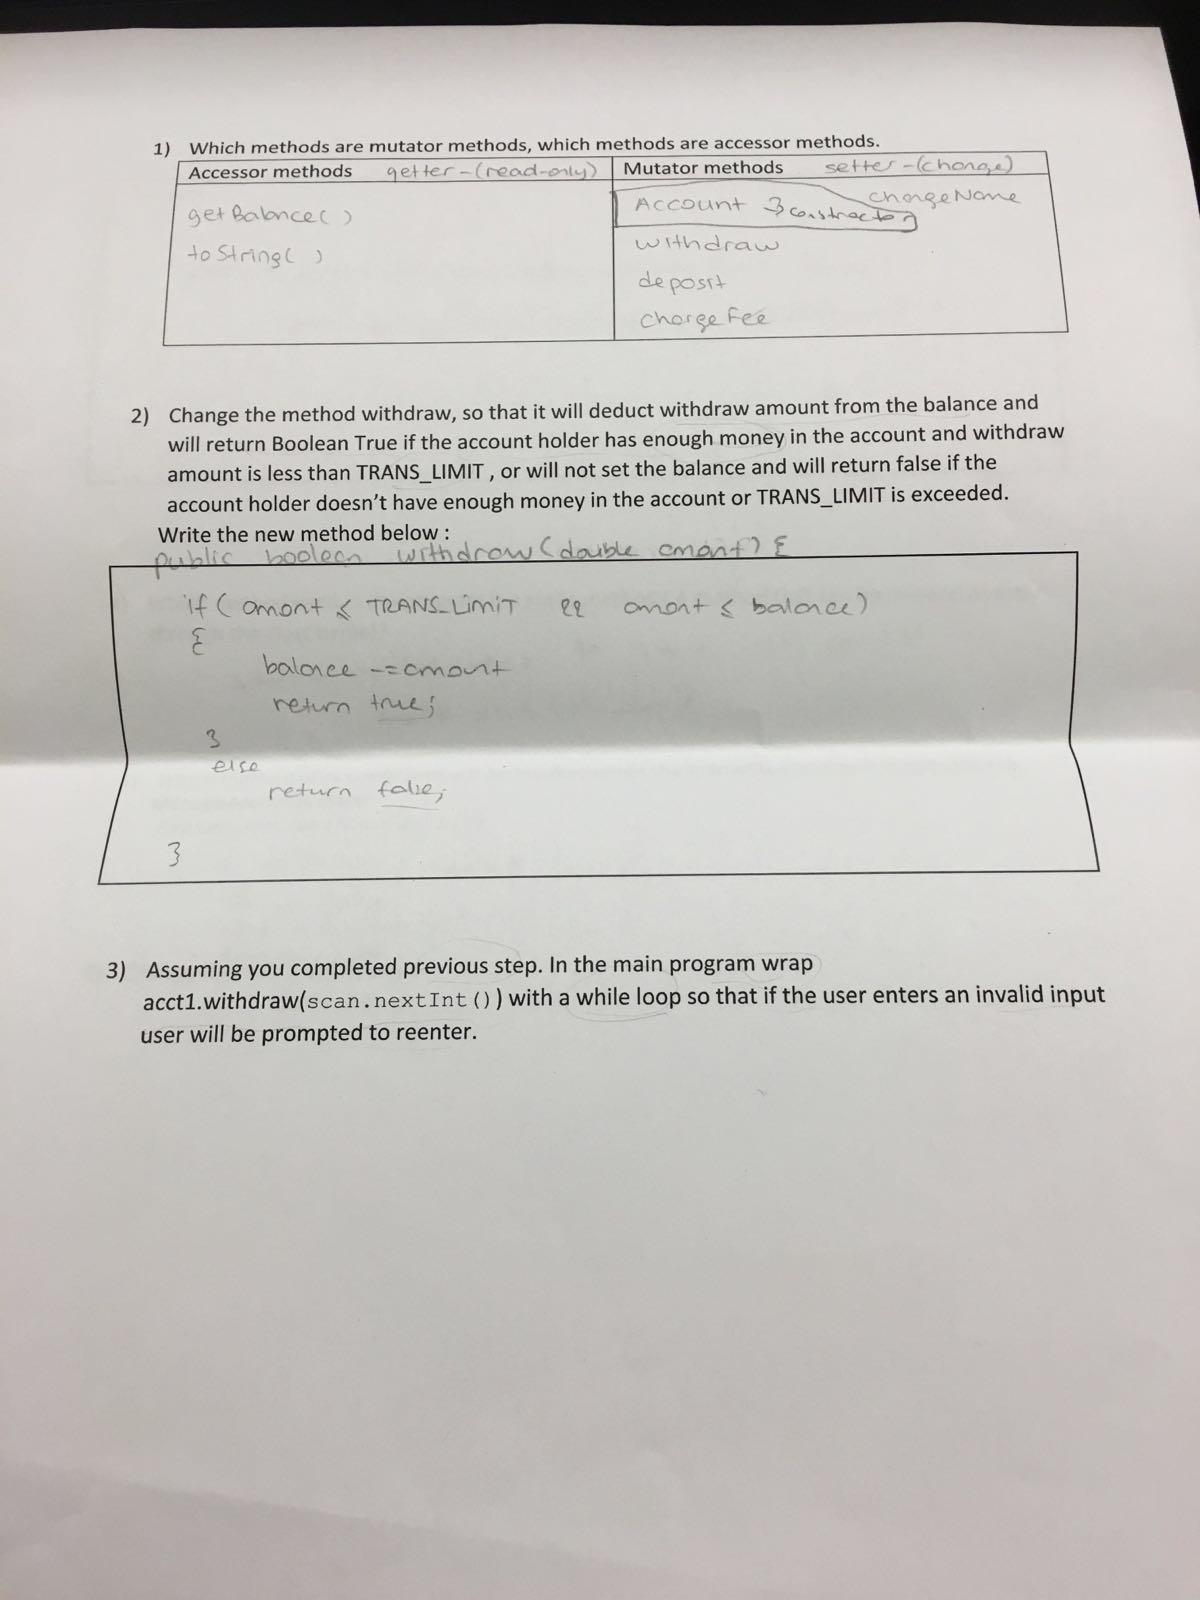 1) Which methods are mutator methods, which methods are accessor methods.
Accessor methods getter - (read-only)
getBalance()
toString()
Mutator methods setter - (change)
changeName
Account } constructor
withdraw
deposit
chargeFee
2) Change the method withdraw, so that it will deduct withdraw amount from the balance and
will return Boolean True if the account holder has enough money in the account and withdraw
amount is less than TRANS_LIMIT , or will not set the balance and will return false if the
account holder doesn't have enough money in the account or TRANS_LIMIT is exceeded.
Write the new method below :
public boolean withdraw (double amont) {
if ( amont ≤ TRANS_LIMIT && amont ≤ balance)
{
balance -= amount
return true;
}
else
return false;
}
3) Assuming you completed previous step. In the main program wrap
acct1.withdraw(scan.nextInt()) with a while loop so that if the user enters an invalid input
user will be prompted to reenter.